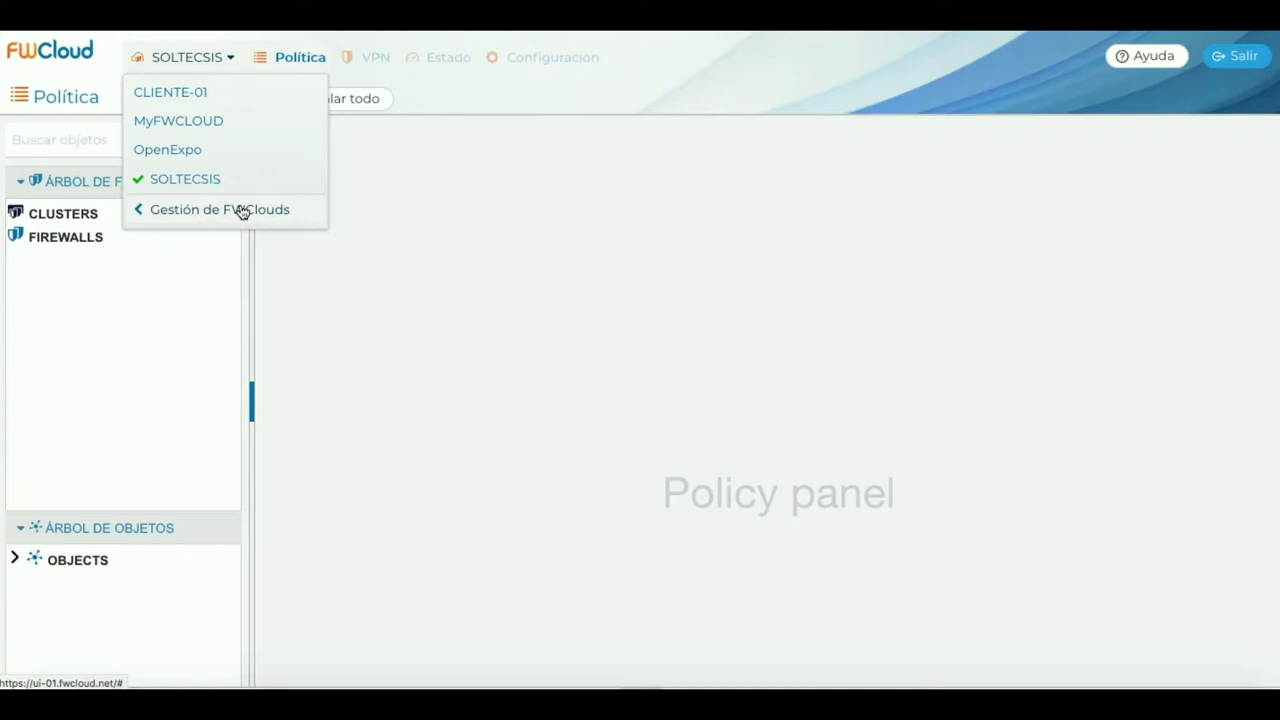 FWCloud
SOLTECSIS
Política
VPN
Estado
Configuración
Ayuda
Salir
Política
lar todo
CLIENTE-01
MyFWCLOUD
OpenExpo
SOLTECSIS
Gestión de FWClouds
Buscar objetos
ÁRBOL DE F
CLUSTERS
FIREWALLS
Policy panel
ÁRBOL DE OBJETOS
OBJECTS
https://ui-01.fwcloud.net/#